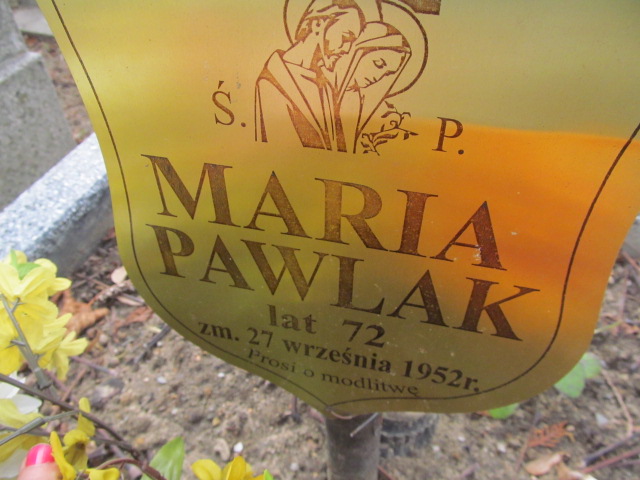 Ś. P.
MARIA
PAWLAK
lat 72
zm. 27 września 1952r.
Prosi o modlitwę